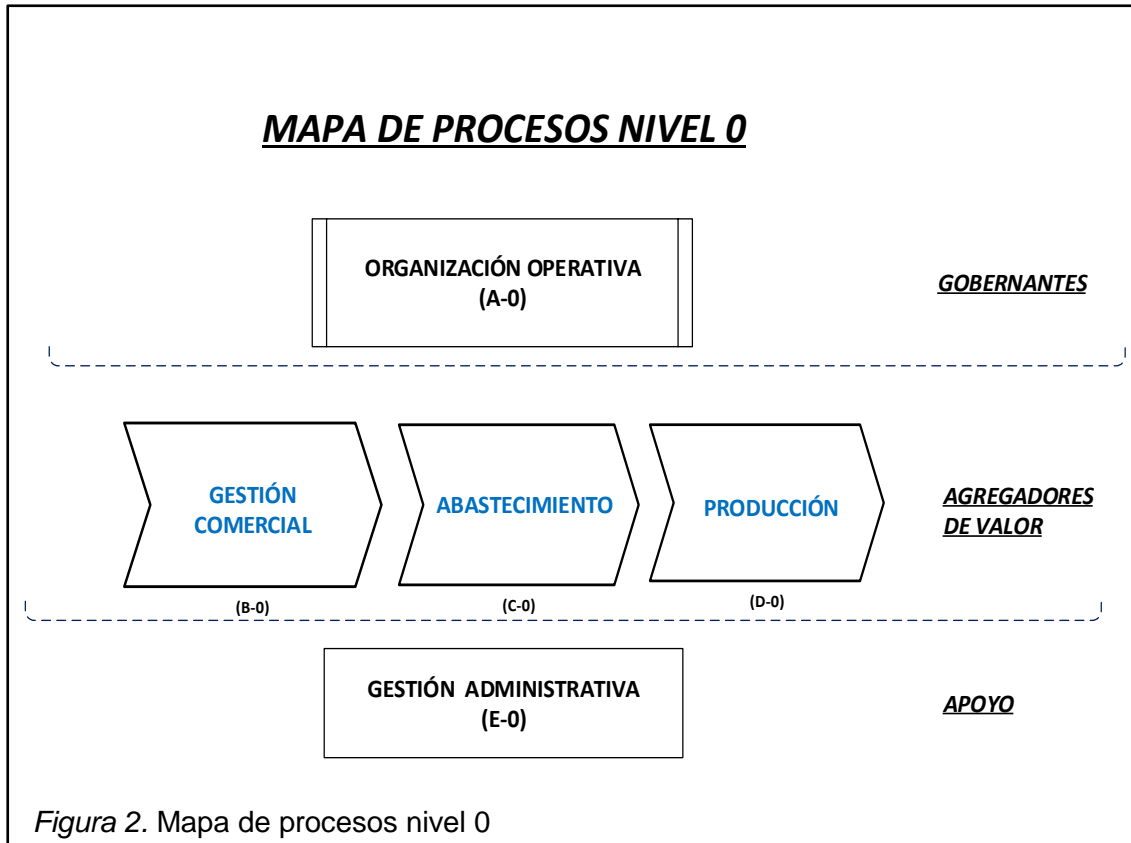 MAPA DE PROCESOS NIVEL 0
ORGANIZACIÓN OPERATIVA
(A-0)
GOBERNANTES
GESTIÓN
COMERCIAL
ABASTECIMIENTO
PRODUCCIÓN
AGREGADORES
DE VALOR
(B-0)
(C-0)
(D-0)
GESTIÓN ADMINISTRATIVA
(E-0)
APOYO
Figura 2. Mapa de procesos nivel 0